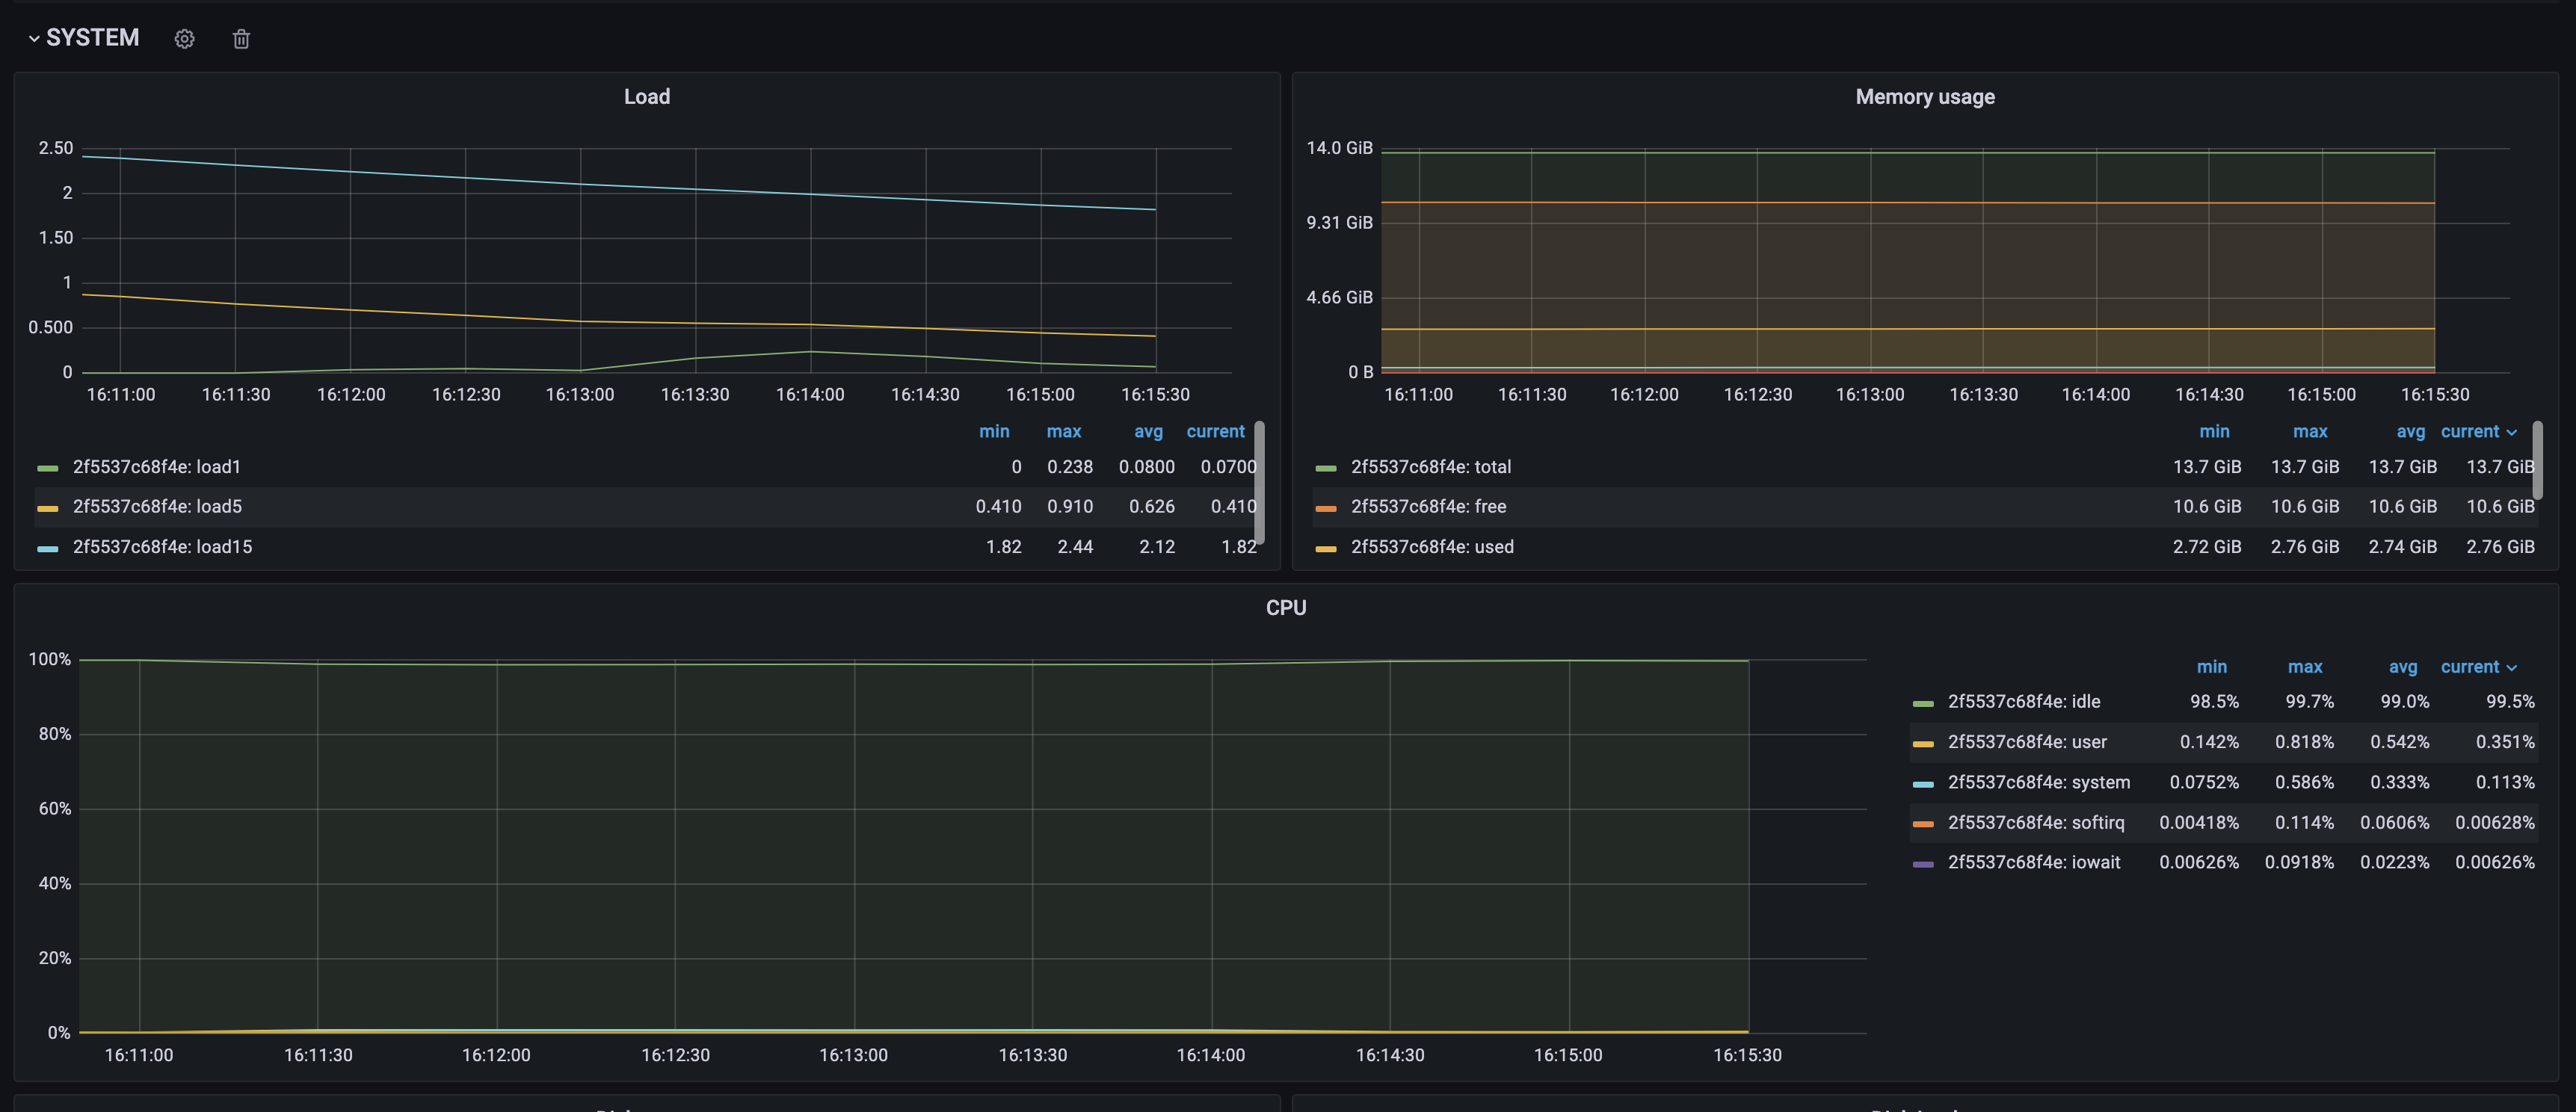 SYSTEM
Load
2.50
2
1.50
1
0.500
0
16:11:00 16:11:30 16:12:00 16:12:30 16:13:00 16:13:30 16:14:00 16:14:30 16:15:00 16:15:30
min max avg current
2f5537c68f4e: load1 0 0.238 0.0800 0.0700
2f5537c68f4e: load5 0.410 0.910 0.626 0.410
2f5537c68f4e: load15 1.82 2.44 2.12 1.82
Memory usage
14.0 GiB
9.31 GiB
4.66 GiB
0 B
16:11:00 16:11:30 16:12:00 16:12:30 16:13:00 16:13:30 16:14:00 16:14:30 16:15:00 16:15:30
min max avg current
2f5537c68f4e: total 13.7 GiB 13.7 GiB 13.7 GiB 13.7 GiB
2f5537c68f4e: free 10.6 GiB 10.6 GiB 10.6 GiB 10.6 GiB
2f5537c68f4e: used 2.72 GiB 2.76 GiB 2.74 GiB 2.76 GiB
CPU
100%
80%
60%
40%
20%
0%
16:11:00 16:11:30 16:12:00 16:12:30 16:13:00 16:13:30 16:14:00 16:14:30 16:15:00 16:15:30
min max avg current
2f5537c68f4e: idle 98.5% 99.7% 99.0% 99.5%
2f5537c68f4e: user 0.142% 0.818% 0.542% 0.351%
2f5537c68f4e: system 0.0752% 0.586% 0.333% 0.113%
2f5537c68f4e: softirq 0.00418% 0.114% 0.0606% 0.00628%
2f5537c68f4e: iowait 0.00626% 0.0918% 0.0223% 0.00626%